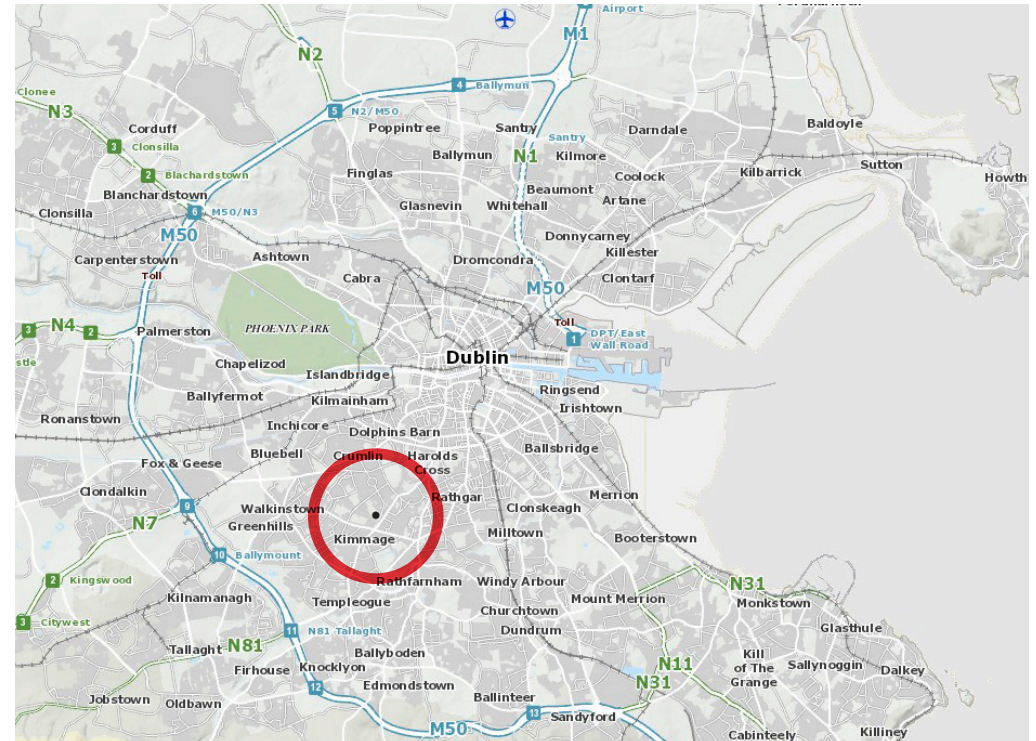 Airport
M1
N2
Clonee
N3
4 Ballymun
5
N2/M50
Corduff
3
Clonsilla
Poppintree
Santry
Darndale
Baldoyle
Santry
2 Blachardstown
Ballymun
N1
Kilmore
Blanchardstown
Finglas
Coolock
Kilbarrick
Sutton
Howth
Beaumont
Artane
Clonsilla
6 M50/N3
Glasnevin
Whitehall
M50
Donnycarney
Carpenterstown
Ashtown
Dromcondra
Killester
Toll
Cabra
Clontarf
M50
3 N4 2
Palmerston
PHOENIX PARK
Toll
DPT/East
Wall Road
1
stle
Dublin
Chapelizod
Islandbridge
Ballyfermot
Kilmainham
Ringsend
Irishtown
Ronanstown
Inchicore
Dolphins Barn
Bluebell
Crumlin
Harolds
Cross
Ballsbridge
Fox & Geese
Clondalkin
Rathgar
Merrion
9
Walkinstown
Clonskeagh
N7
Greenhills
Kimmage
Milltown
Booterstown
10 Ballymount
2 Kingswood
Rathfarnham
Windy Arbour
N31
Kilnamanagh
Templeogue
Mount Merrion
Monkstown
Churchtown
3 Citywest
11 N81 Tallaght
Dundrum
Glasthule
Tallaght
N81
Ballyboden
Kill
of The
Grange
Sallynoggin
Dalkey
Firhouse
Knocklyon
N11
N31
12
Edmondstown
Jobstown
Oldbawn
Ballinteer
13 Sandyford
M50
Cabinteely
Killiney